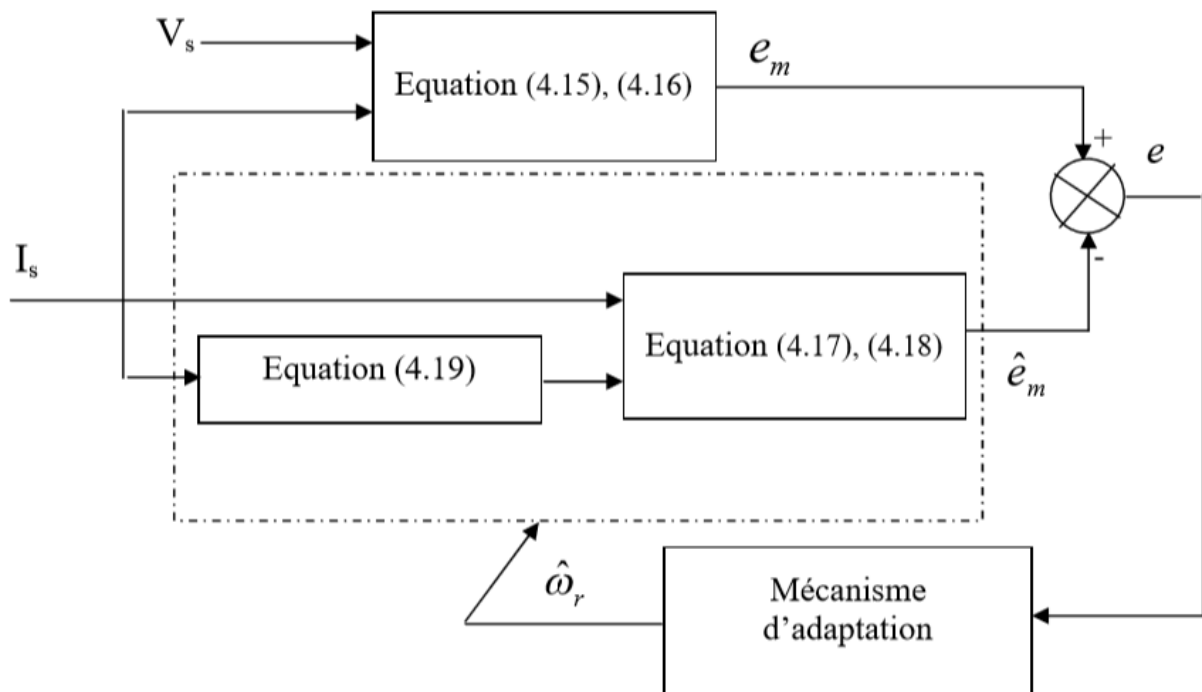 V_s
Equation (4.15), (4.16)
e_m
+
e
I_s
-
Equation (4.17), (4.18)
Equation (4.19)
ê_m
ω̂_r
Mécanisme
d’adaptation